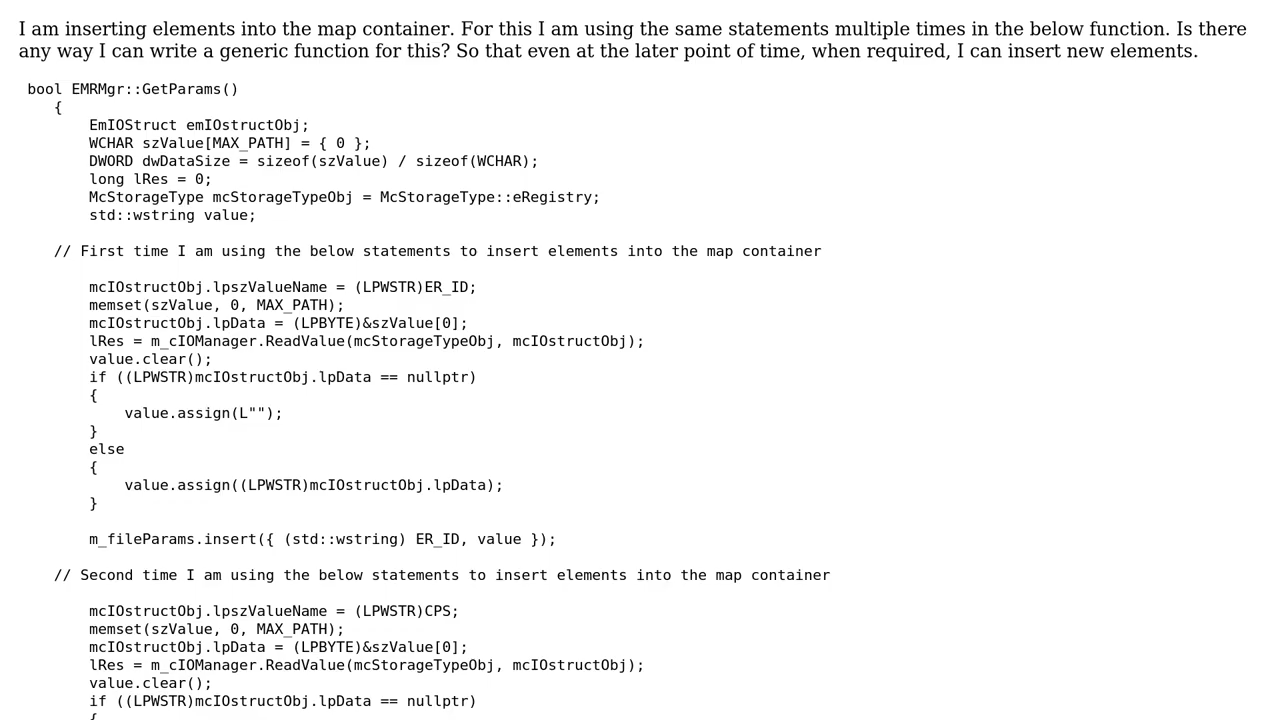 I am inserting elements into the map container. For this I am using the same statements multiple times in the below function. Is there
any way I can write a generic function for this? So that even at the later point of time, when required, I can insert new elements.
bool EMRMgr::GetParams()
{
EmIOStruct emIOstructObj;
WCHAR szValue[MAX_PATH] = { 0 };
DWORD dwDataSize = sizeof(szValue) / sizeof(WCHAR);
long lRes = 0;
McStorageType mcStorageTypeObj = McStorageType::eRegistry;
std::wstring value;
// First time I am using the below statements to insert elements into the map container
mcIOstructObj.lpszValueName = (LPWSTR)ER_ID;
memset(szValue, 0, MAX_PATH);
mcIOstructObj.lpData = (LPBYTE)&szValue[0];
lRes = m_cIOManager.ReadValue(mcStorageTypeObj, mcIOstructObj);
value.clear();
if ((LPWSTR)mcIOstructObj.lpData == nullptr)
{
value.assign(L"");
}
else
{
value.assign((LPWSTR)mcIOstructObj.lpData);
}
m_fileParams.insert({ (std::wstring) ER_ID, value });
// Second time I am using the below statements to insert elements into the map container
mcIOstructObj.lpszValueName = (LPWSTR)CPS;
memset(szValue, 0, MAX_PATH);
mcIOstructObj.lpData = (LPBYTE)&szValue[0];
lRes = m_cIOManager.ReadValue(mcStorageTypeObj, mcIOstructObj);
value.clear();
if ((LPWSTR)mcIOstructObj.lpData == nullptr)
{